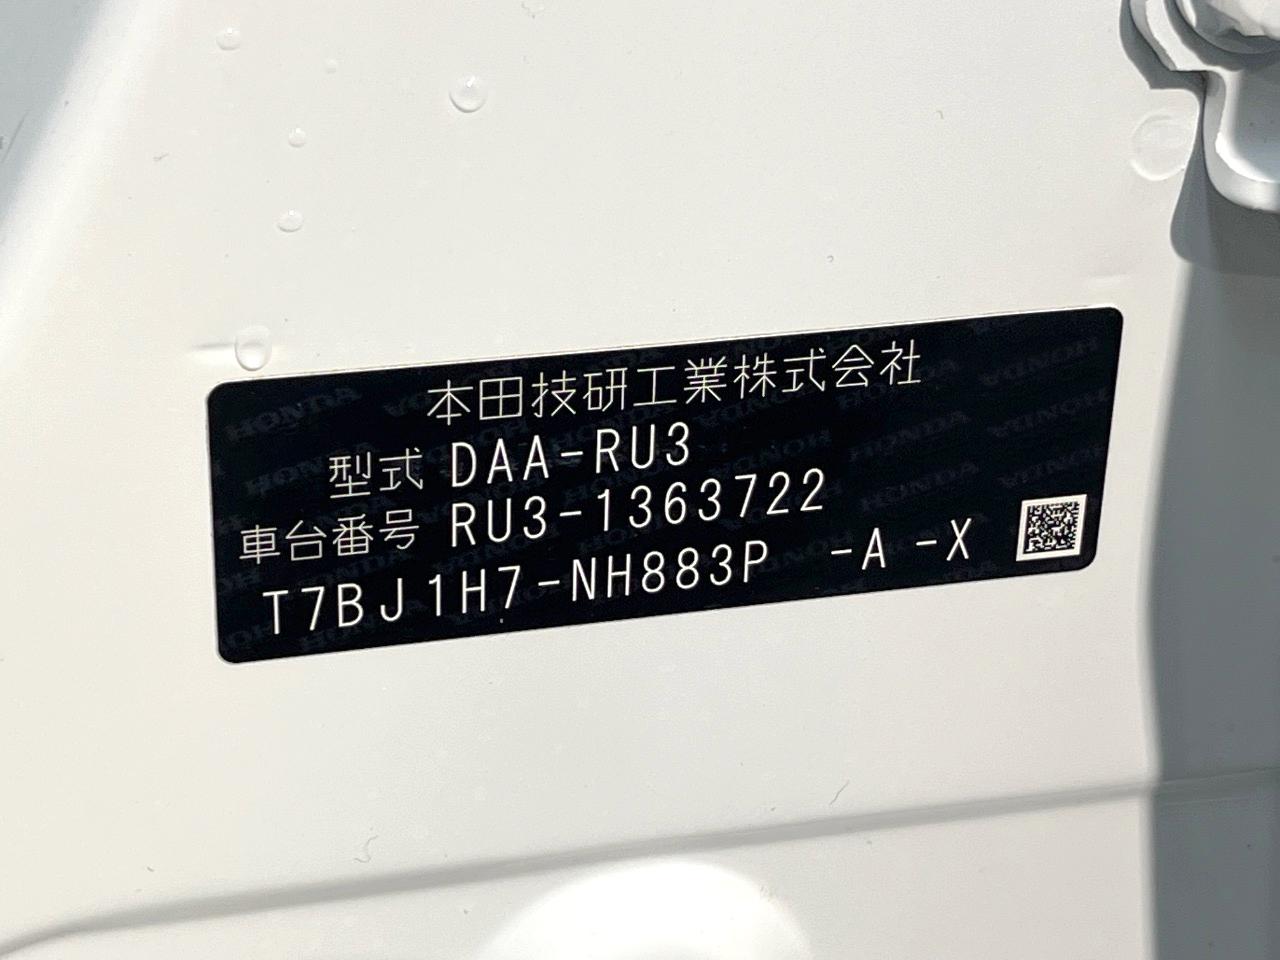 本田技研工業株式会社
型式 DAA-RU3
車台番号 RU3-1363722
T7BJ1H7-NH883P -A -X